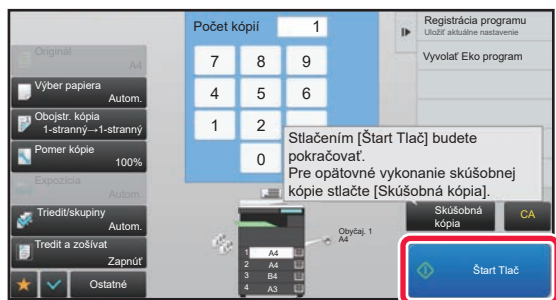 Počet kópií
1
Originál
A4
Výber papiera
Autom.
Obojstr. kópia
1-stranný→1-stranný
Pomer kópie
100%
Expozícia
Autom.
Triediť/skupiny
Autom.
Tredit a zošívat
Zapnúť
Ostatné
7 8 9
4 5 6
1 2
0
Stlačením [Štart Tlač] budete
pokračovať.
Pre opätovné vykonanie skúšobnej
kópie stlačte [Skúšobná kópia].
Obyčaj. 1
A4
1 A4
2 A4
3 B4
4 A3
Registrácia programu
Uložiť aktuálne nastavenie
Vyvolať Eko program
Skúšobná
kópia
CA
Štart Tlač